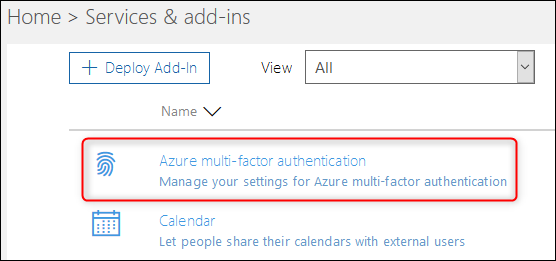 Home > Services & add-ins
+ Deploy Add-In View All
Name
Azure multi-factor authentication
Manage your settings for Azure multi-factor authentication
Calendar
Let people share their calendars with external users